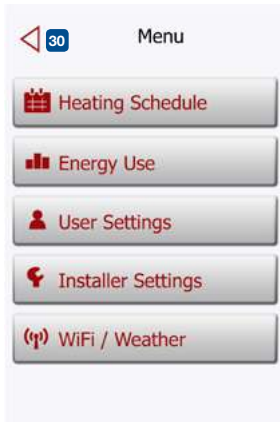 30
Menu
Heating Schedule
Energy Use
User Settings
Installer Settings
WiFi / Weather